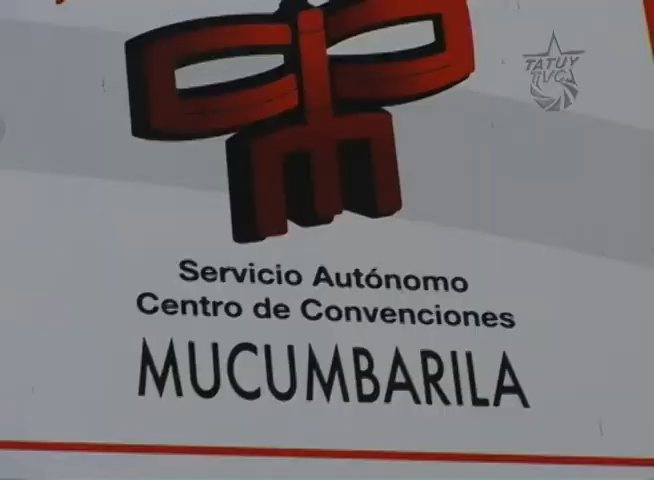 TATUY
TVC
Servicio Autónomo
Centro de Convenciones
MUCUMBARILA